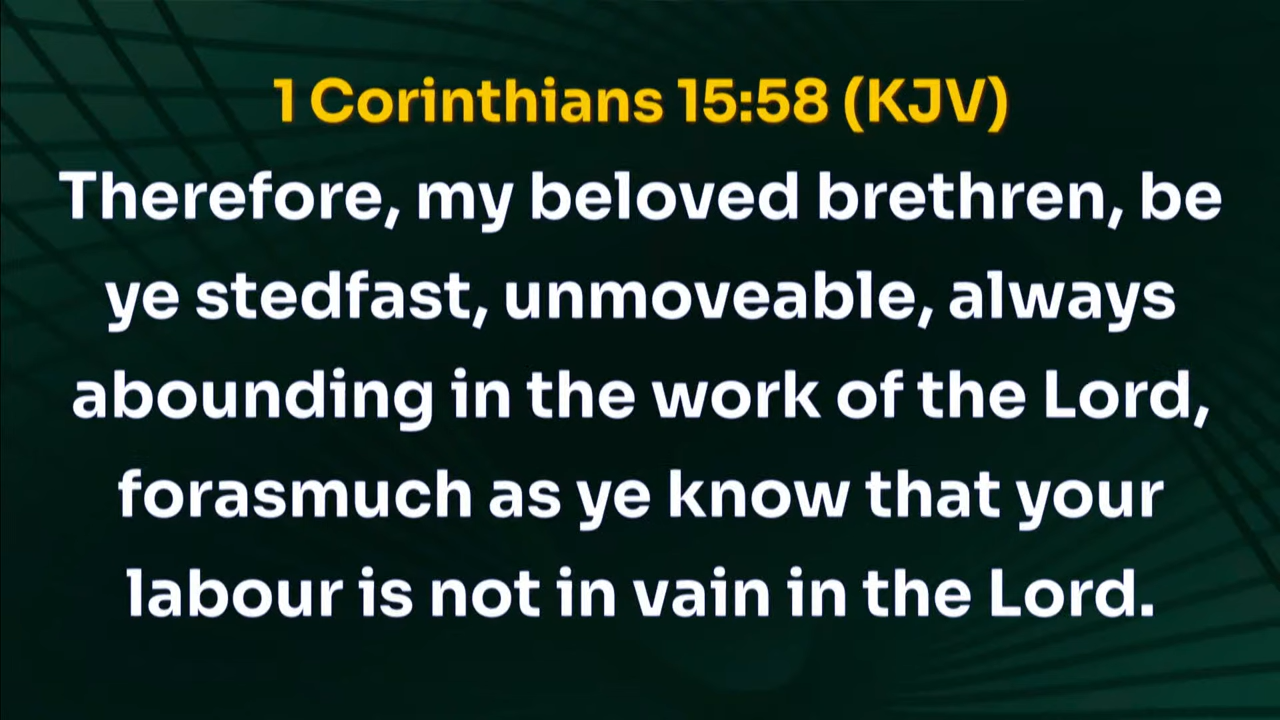 1 Corinthians 15:58 (KJV)
Therefore, my beloved brethren, be
ye stedfast, unmoveable, always
abounding in the work of the Lord,
forasmuch as ye know that your
labour is not in vain in the Lord.